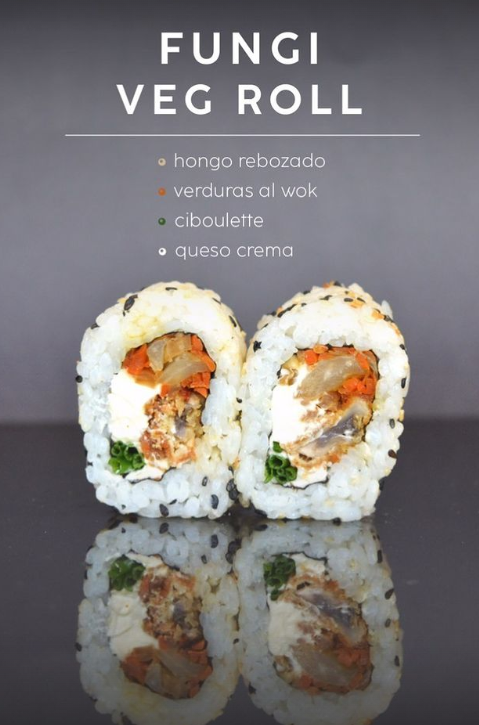 FUNGI
VEG ROLL
hongo rebozado
verduras al wok
ciboulette
queso crema